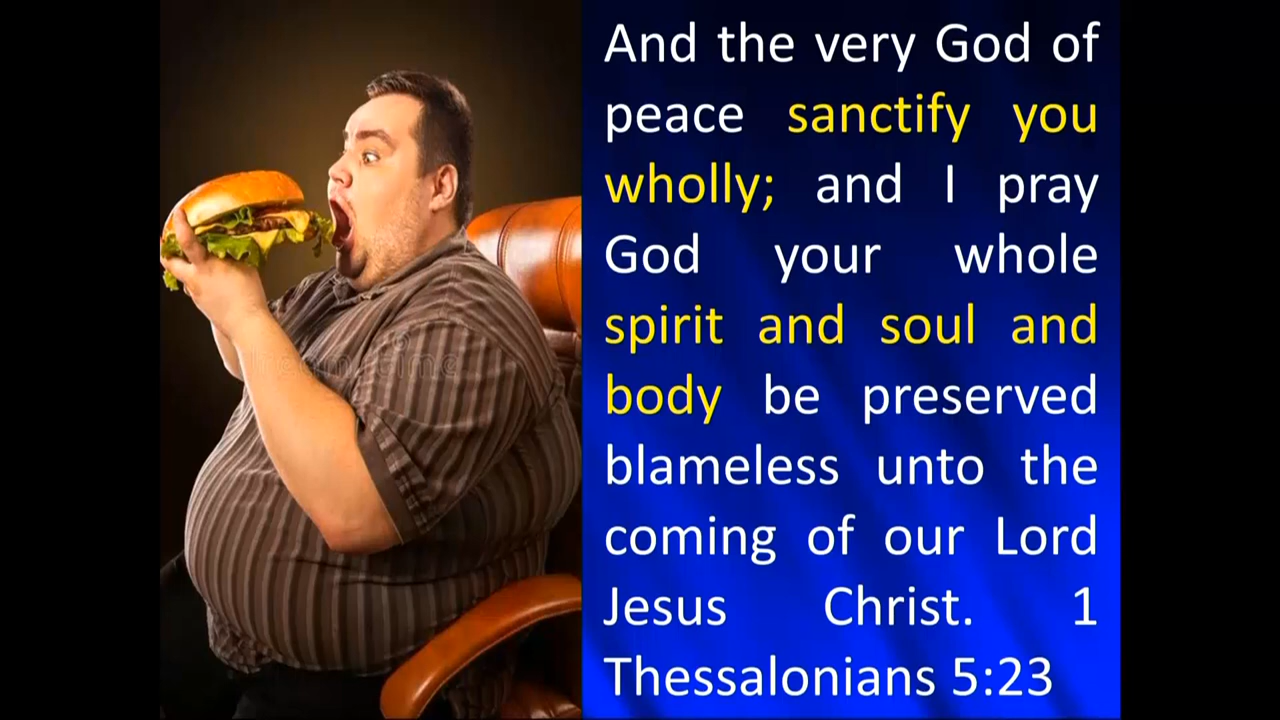 And the very God of
peace sanctify you
wholly; and I pray
God your whole
spirit and soul and
body be preserved
blameless unto the
coming of our Lord
Jesus Christ. 1
Thessalonians 5:23
dreamstime